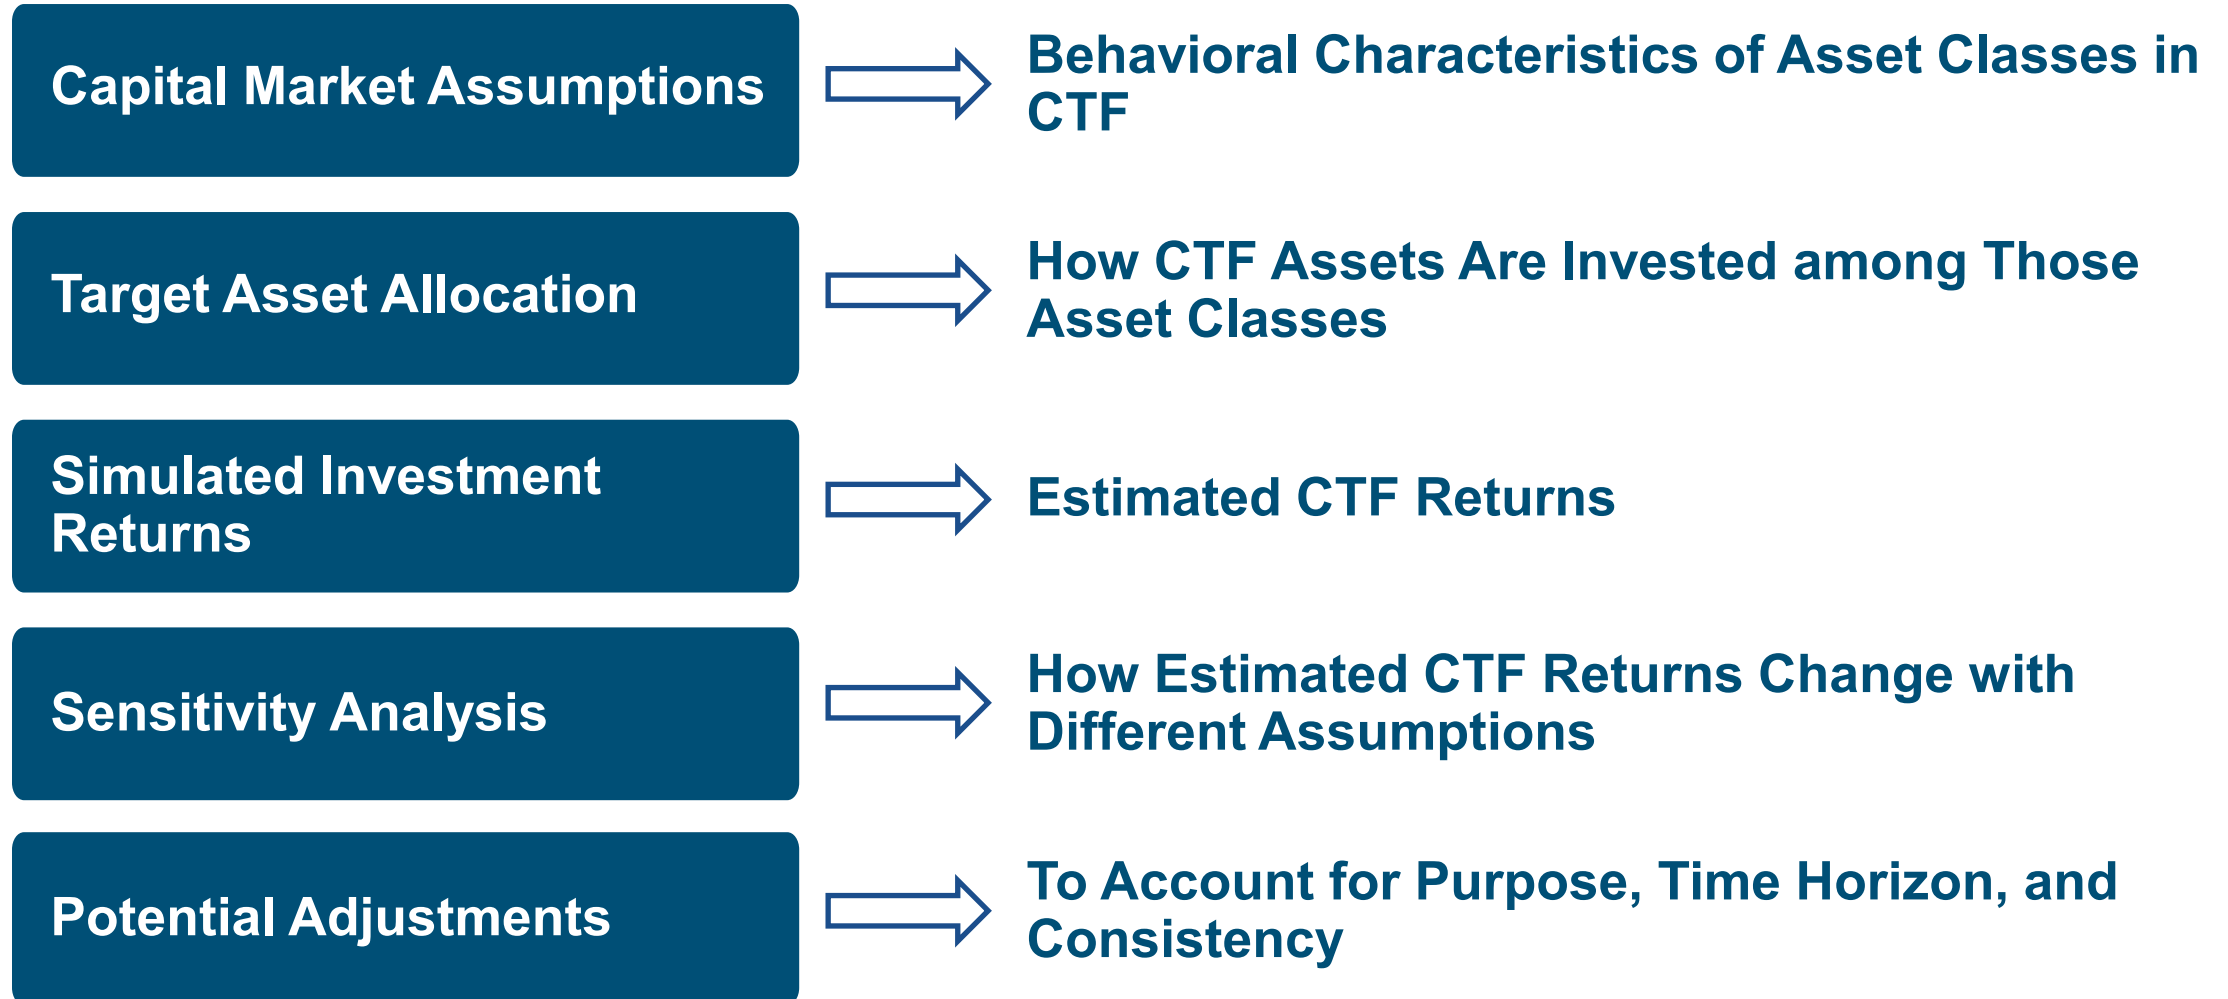 Capital Market Assumptions
Behavioral Characteristics of Asset Classes in
CTF
Target Asset Allocation
How CTF Assets Are Invested among Those
Asset Classes
Simulated Investment
Returns
Estimated CTF Returns
Sensitivity Analysis
How Estimated CTF Returns Change with
Different Assumptions
Potential Adjustments
To Account for Purpose, Time Horizon, and
Consistency